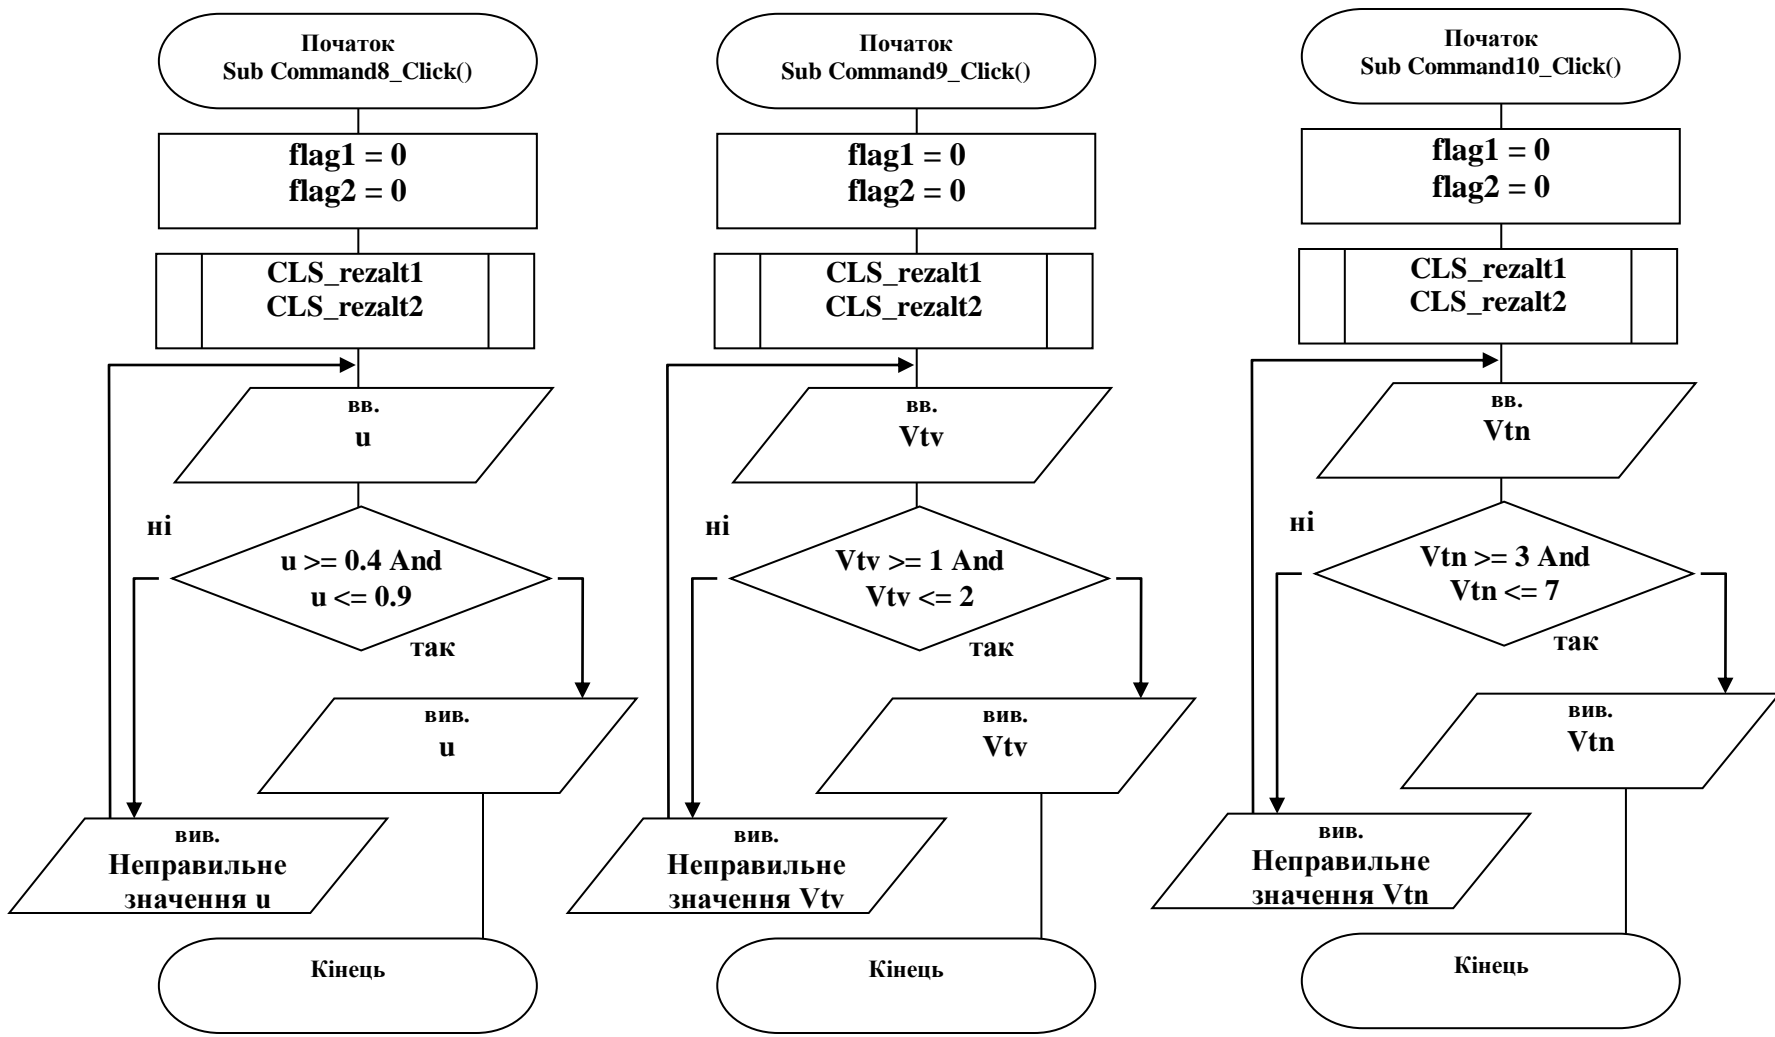 Початок
Sub Command8_Click()
flag1 = 0
flag2 = 0
CLS_rezalt1
CLS_rezalt2
вв.
u
ні
u >= 0.4 And
u <= 0.9
так
вив.
u
вив.
Неправильне
значення u
Кінець
Початок
Sub Command9_Click()
flag1 = 0
flag2 = 0
CLS_rezalt1
CLS_rezalt2
вв.
Vtv
ні
Vtv >= 1 And
Vtv <= 2
так
вив.
Vtv
вив.
Неправильне
значення Vtv
Кінець
Початок
Sub Command10_Click()
flag1 = 0
flag2 = 0
CLS_rezalt1
CLS_rezalt2
вв.
Vtn
ні
Vtn >= 3 And
Vtn <= 7
так
вив.
Vtn
вив.
Неправильне
значення Vtn
Кінець